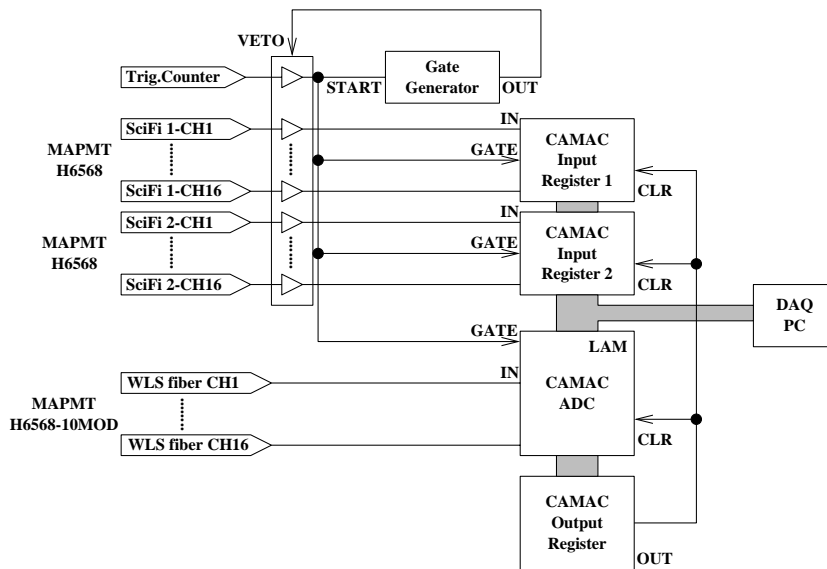 VETO
Trig.Counter
START
Gate
Generator
OUT
SciFi 1-CH1
IN
MAPMT
H6568
GATE
CAMAC
Input
Register 1
SciFi 1-CH16
CLR
SciFi 2-CH1
IN
MAPMT
H6568
GATE
CAMAC
Input
Register 2
SciFi 2-CH16
CLR
DAQ
PC
GATE
LAM
WLS fiber CH1
IN
CAMAC
ADC
MAPMT
H6568-10MOD
WLS fiber CH16
CLR
CAMAC
Output
Register
OUT